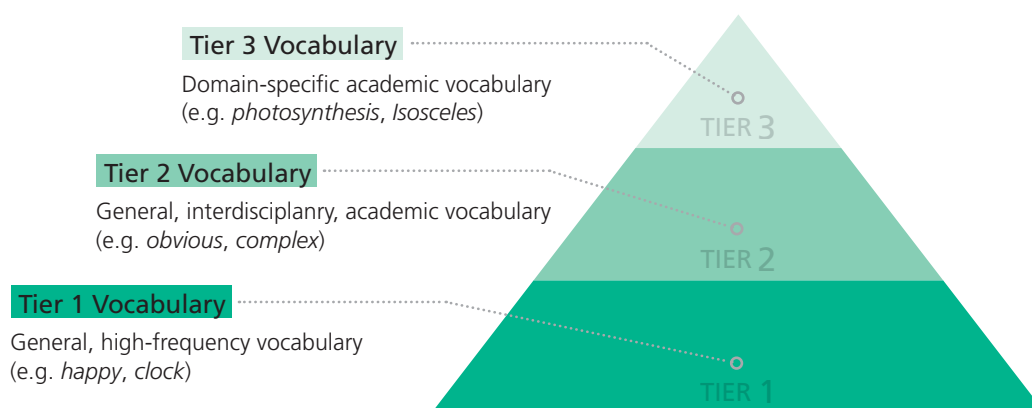 Tier 3 Vocabulary
Domain-specific academic vocabulary
(e.g. photosynthesis, Isosceles)
TIER 3
Tier 2 Vocabulary
General, interdisciplanry, academic vocabulary
(e.g. obvious, complex)
TIER 2
Tier 1 Vocabulary
General, high-frequency vocabulary
(e.g. happy, clock)
TIER 1